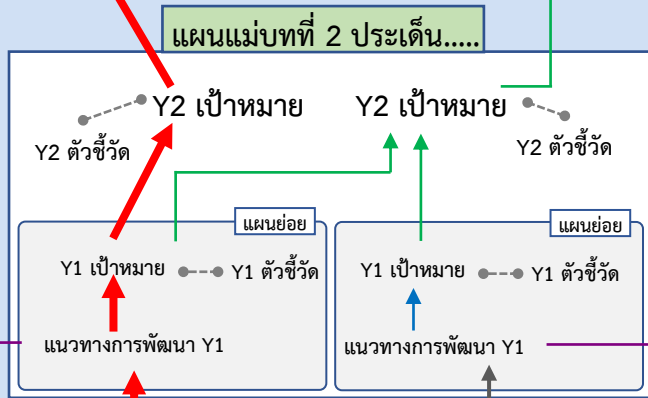 แผนแม่บทที่ 2 ประเด็น.....
Y2 เป้าหมาย
Y2 ตัวชี้วัด
Y2 เป้าหมาย
Y2 ตัวชี้วัด
แผนย่อย
Y1 เป้าหมาย
Y1 ตัวชี้วัด
แนวทางการพัฒนา Y1
แผนย่อย
Y1 เป้าหมาย
Y1 ตัวชี้วัด
แนวทางการพัฒนา Y1